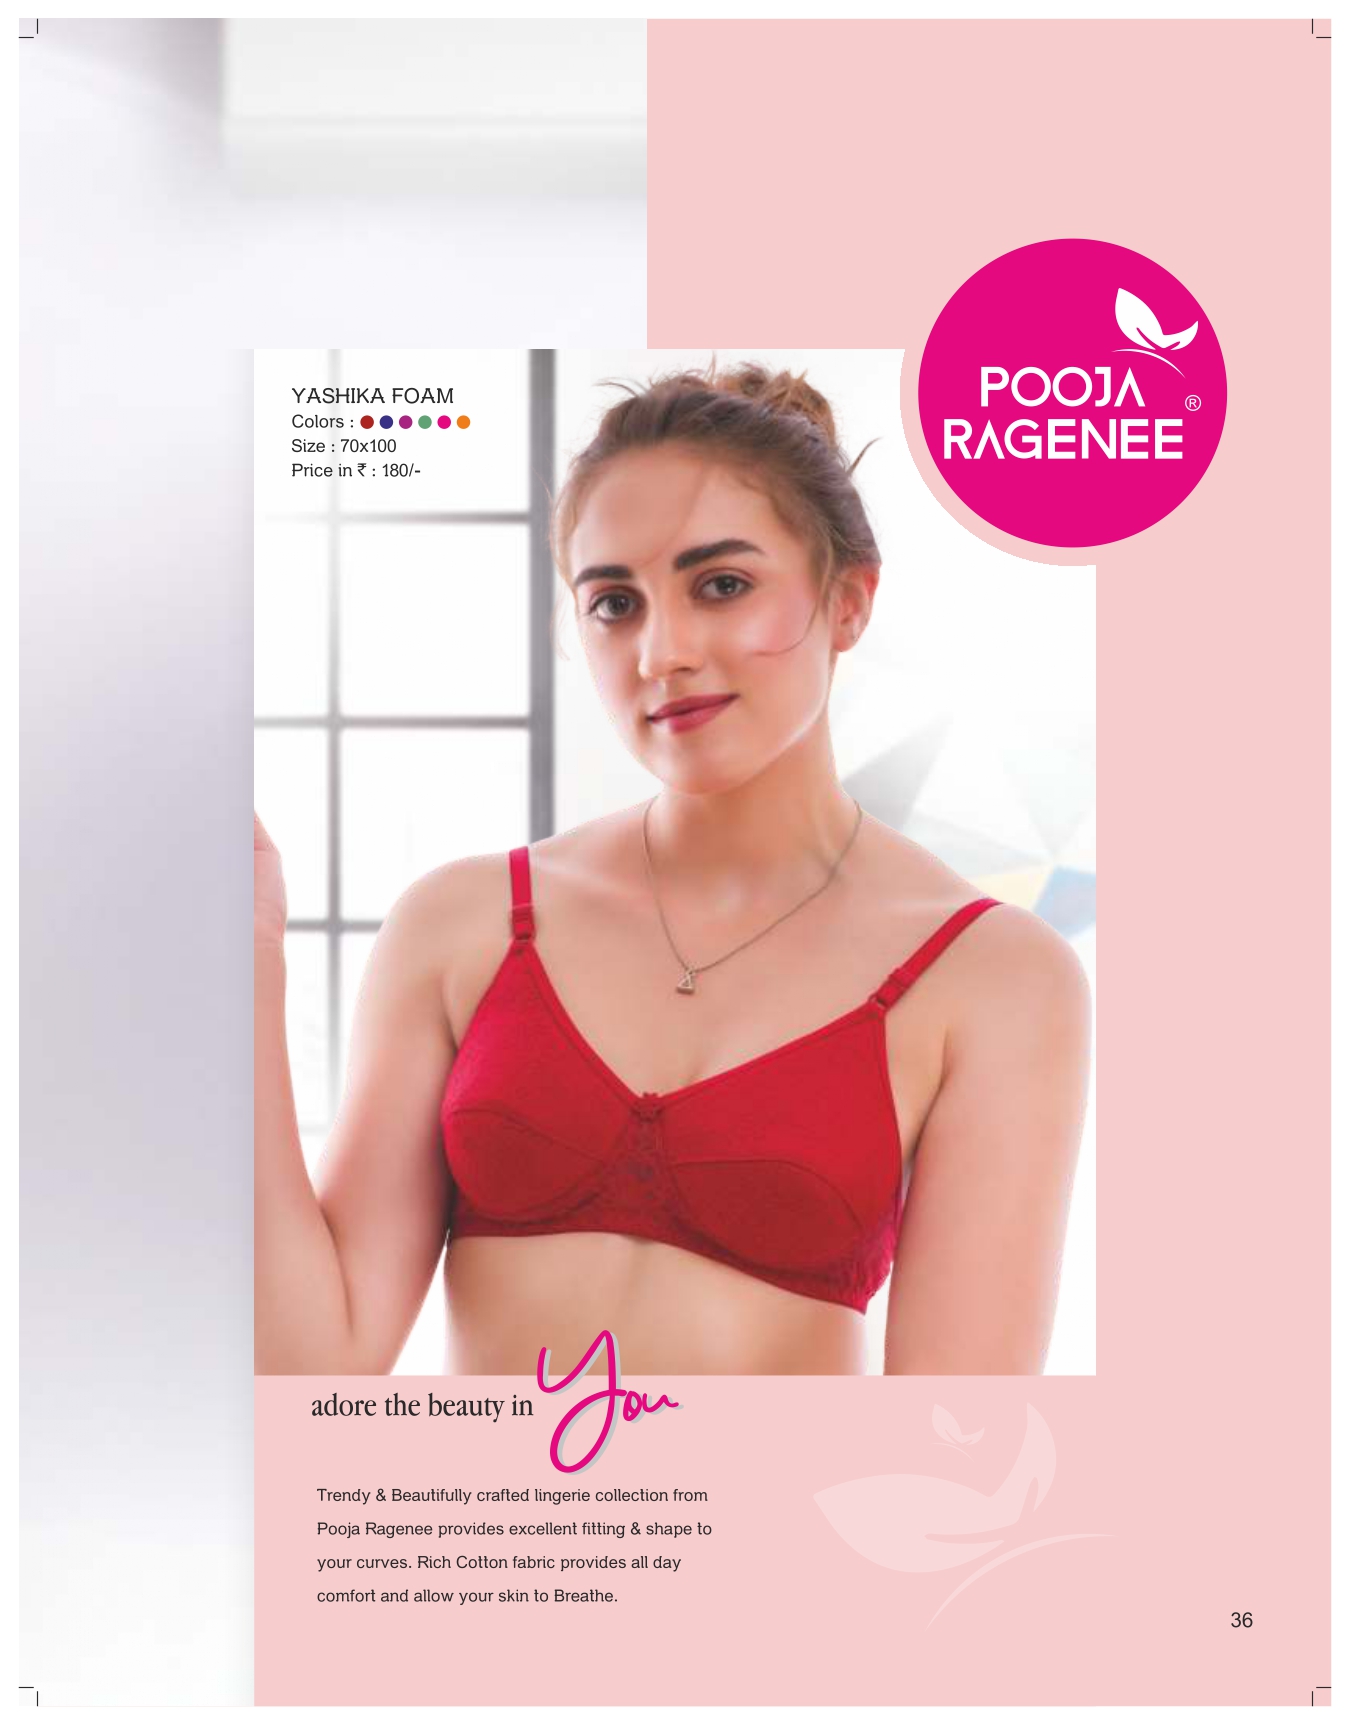 POOJA
RAGENEE
®
YASHIKA FOAM
Colors :
Size : 70x100
Price in ₹ : 180/-
adore the beauty in You
Trendy & Beautifully crafted lingerie collection from
Pooja Ragenee provides excellent fitting & shape to
your curves. Rich Cotton fabric provides all day
comfort and allow your skin to Breathe.
36